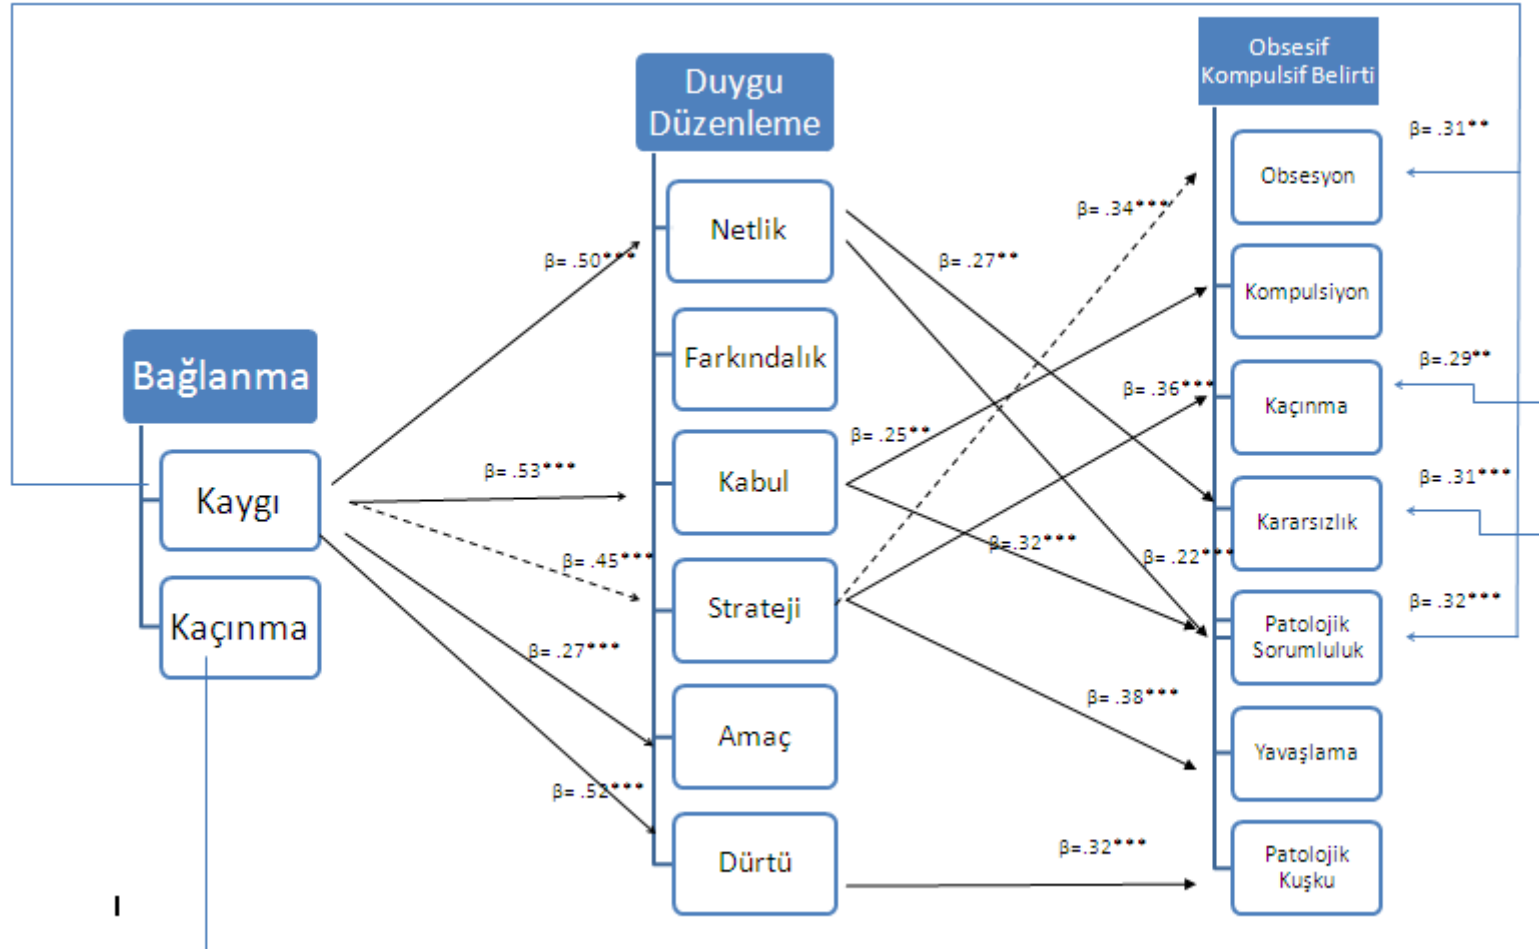 Bağlanma
Kaygı
Kaçınma
β= .50***
β= .53***
β= .45***
β= .27***
β= .52***
Duygu
Düzenleme
Netlik
Farkındalık
Kabul
Strateji
Amaç
Dürtü
β= .34***
β= .27**
β= .36***
β= .25**
β= .32***
β= .22***
β= .38***
β=.32***
Obsesif
Kompulsif Belirti
Obsesyon
Kompulsiyon
Kaçınma
Kararsızlık
Patolojik
Sorumluluk
Yavaşlama
Patolojik
Kuşku
β= .31**
β=.29**
β= .31***
β= .32***
I